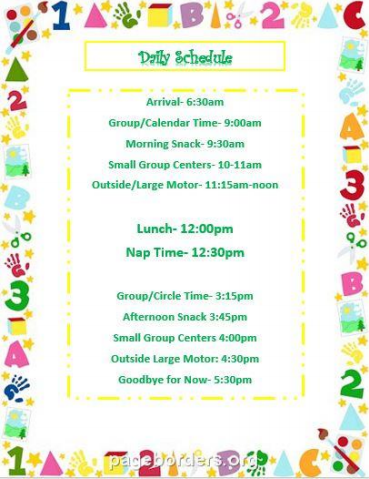 Daily Schedule
Arrival- 6:30am
Group/Calendar Time- 9:00am
Morning Snack- 9:30am
Small Group Centers- 10-11am
Outside/Large Motor- 11:15am-noon
Lunch- 12:00pm
Nap Time- 12:30pm
Group/Circle Time- 3:15pm
Afternoon Snack 3:45pm
Small Group Centers 4:00pm
Outside Large Motor: 4:30pm
Goodbye for Now- 5:30pm
pageborders.org